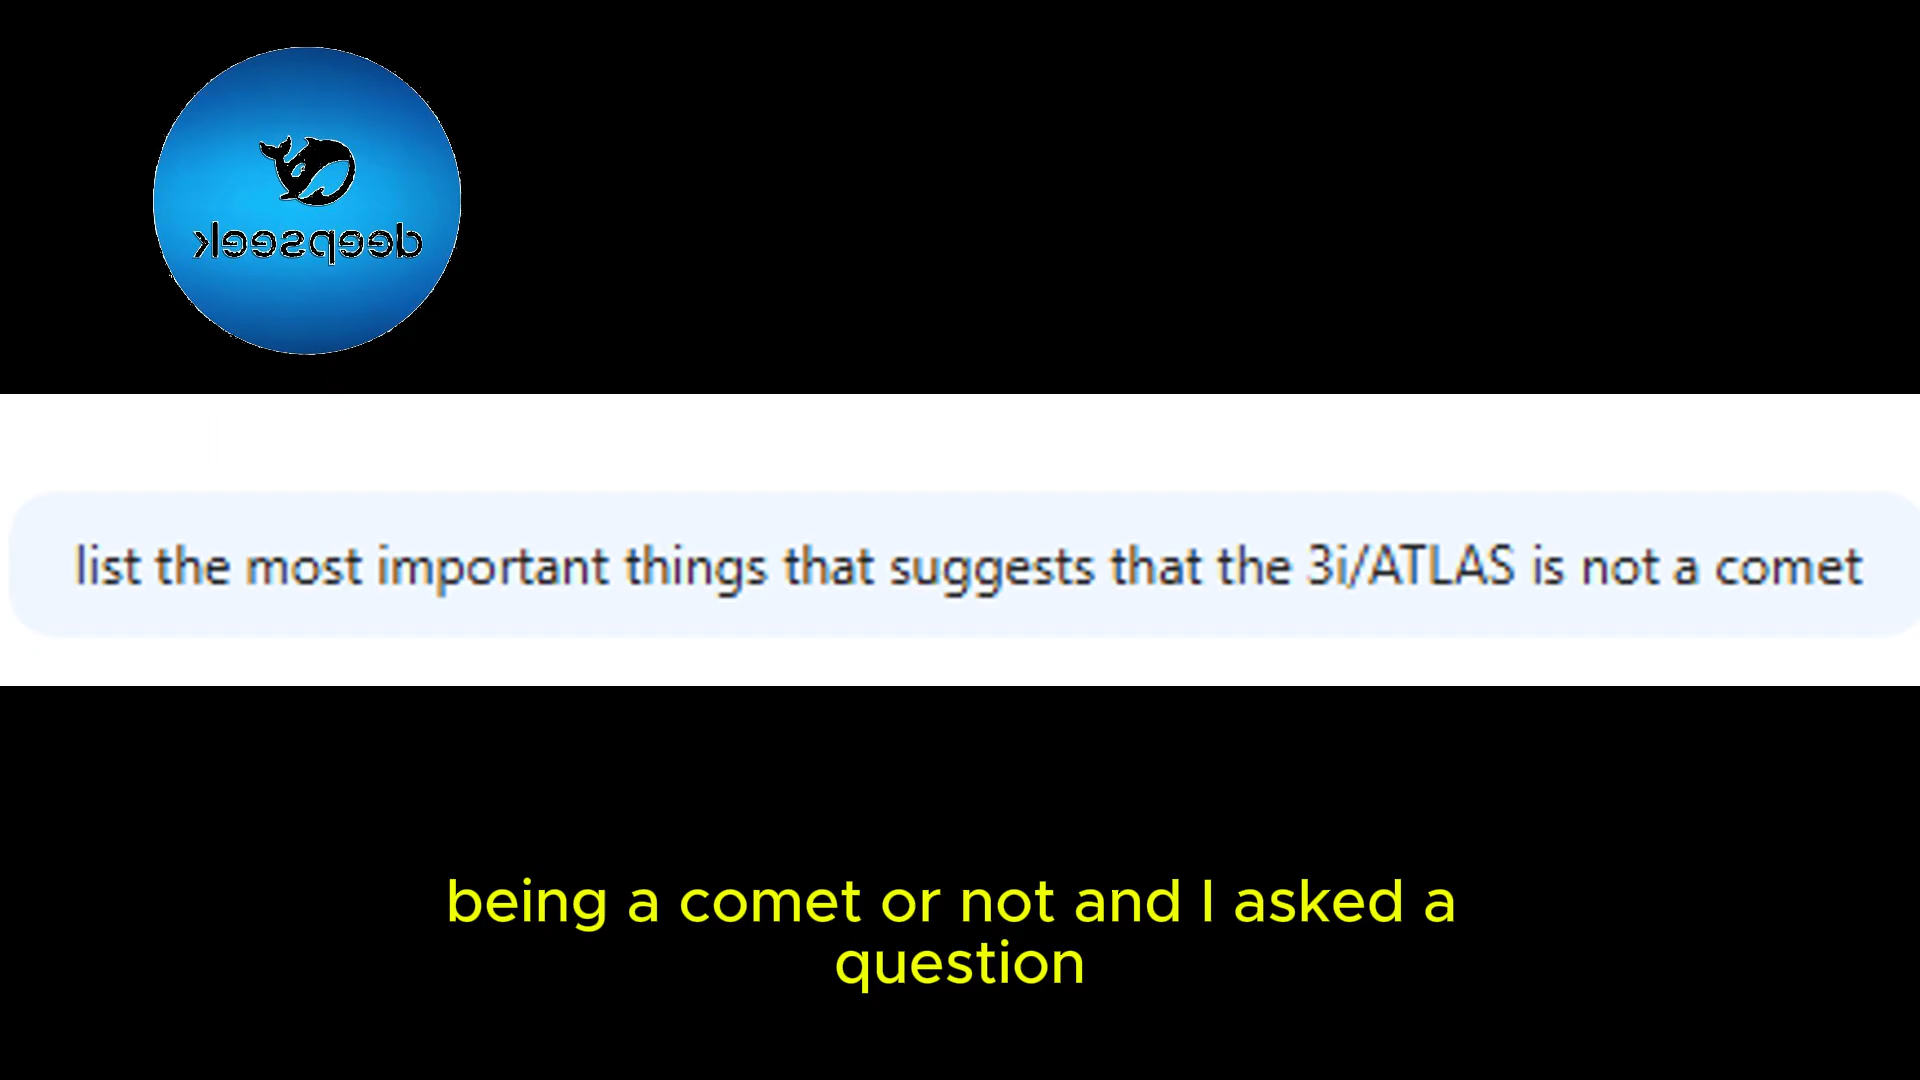 deepseek
list the most important things that suggests that the 3i/ATLAS is not a comet
being a comet or not and I asked a
question